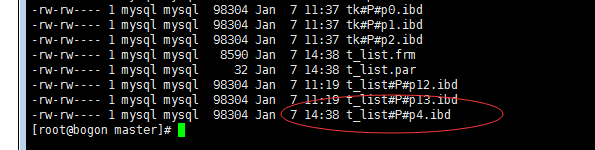 -rw-rw---- 1 mysql mysql 98304 Jan 7 11:37 tk#P#p0.ibd
-rw-rw---- 1 mysql mysql 98304 Jan 7 11:37 tk#P#p1.ibd
-rw-rw---- 1 mysql mysql 98304 Jan 7 11:37 tk#P#p2.ibd
-rw-rw---- 1 mysql mysql 8590 Jan 7 14:38 t_list.frm
-rw-rw---- 1 mysql mysql 32 Jan 7 14:38 t_list.par
-rw-rw---- 1 mysql mysql 98304 Jan 7 11:19 t_list#P#p12.ibd
-rw-rw---- 1 mysql mysql 98304 Jan 7 11:19 t_list#P#p13.ibd
-rw-rw---- 1 mysql mysql 98304 Jan 7 14:38 t_list#P#p4.ibd
[root@bogon master]#